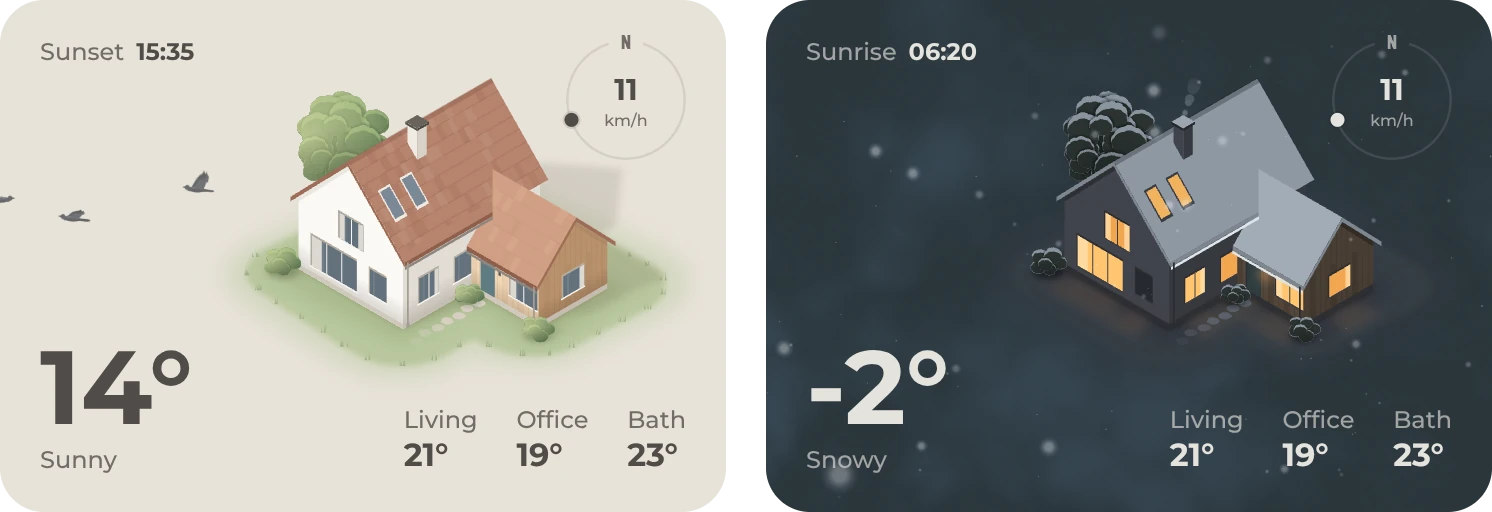 Sunset 15:35
N
11
km/h
14°
Sunny
Living Office Bath
21° 19° 23°
Sunrise 06:20
N
11
km/h
-2°
Snowy
Living Office Bath
21° 19° 23°